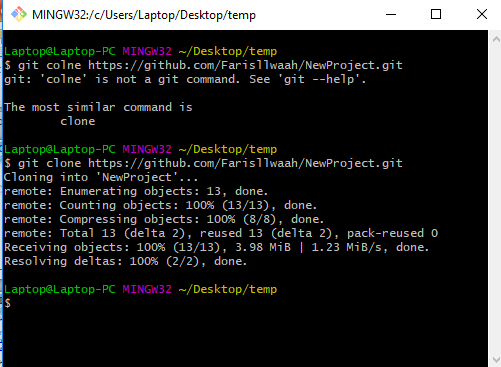 MINGW32:/c/Users/Laptop/Desktop/temp
Laptop@Laptop-PC MINGW32 ~/Desktop/temp
$ git colne https://github.com/Farisllwaah/NewProject.git
git: 'colne' is not a git command. See 'git --help'.
The most similar command is
clone
Laptop@Laptop-PC MINGW32 ~/Desktop/temp
$ git clone https://github.com/Farisllwaah/NewProject.git
Cloning into 'NewProject'...
remote: Enumerating objects: 13, done.
remote: Counting objects: 100% (13/13), done.
remote: Compressing objects: 100% (8/8), done.
remote: Total 13 (delta 2), reused 13 (delta 2), pack-reused 0
Receiving objects: 100% (13/13), 3.98 MiB | 1.23 MiB/s, done.
Resolving deltas: 100% (2/2), done.
Laptop@Laptop-PC MINGW32 ~/Desktop/temp
$